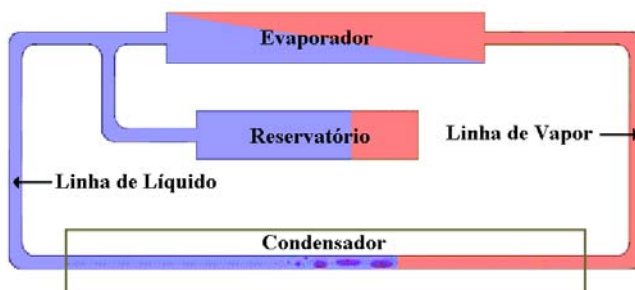 Evaporador
Reservatório
Linha de Vapor
Linha de Líquido
Condensador